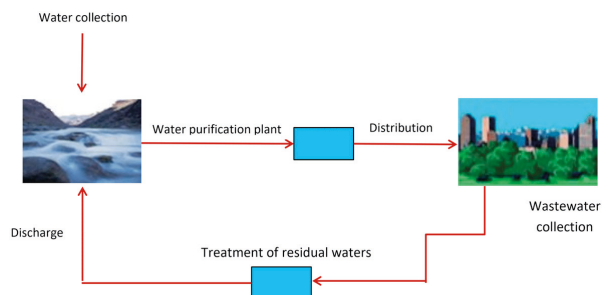 Water collection
Water purification plant
Distribution
Wastewater
collection
Discharge
Treatment of residual waters